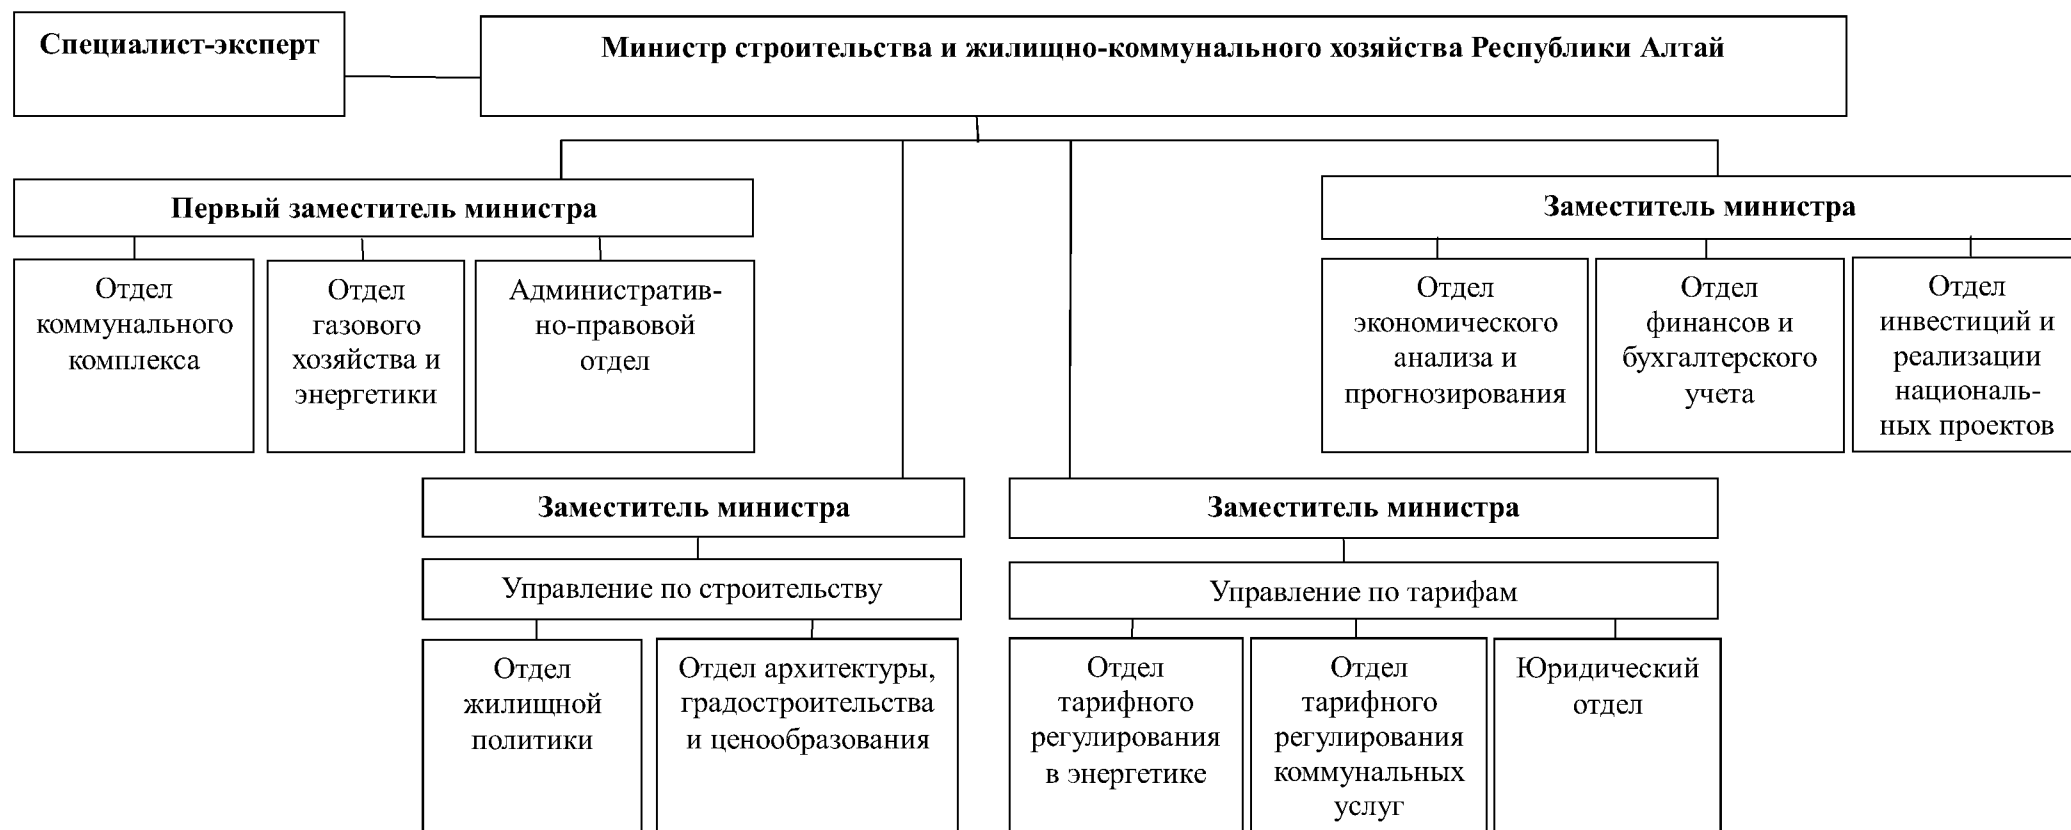 Специалист-эксперт
Министр строительства и жилищно-коммунального хозяйства Республики Алтай
Первый заместитель министра
Заместитель министра
Отдел
коммунального
комплекса
Отдел
газового
хозяйства и
энергетики
Административ-
но-правовой
отдел
Отдел
экономического
анализа и
прогнозирования
Отдел
финансов и
бухгалтерского
учета
Отдел
инвестиций и
реализации
националь-
ных проектов
Заместитель министра
Заместитель министра
Управление по строительству
Управление по тарифам
Отдел
жилищной
политики
Отдел архитектуры,
градостроительства
и ценообразования
Отдел
тарифного
регулирования
в энергетике
Отдел
тарифного
регулирования
коммунальных
услуг
Юридический
отдел